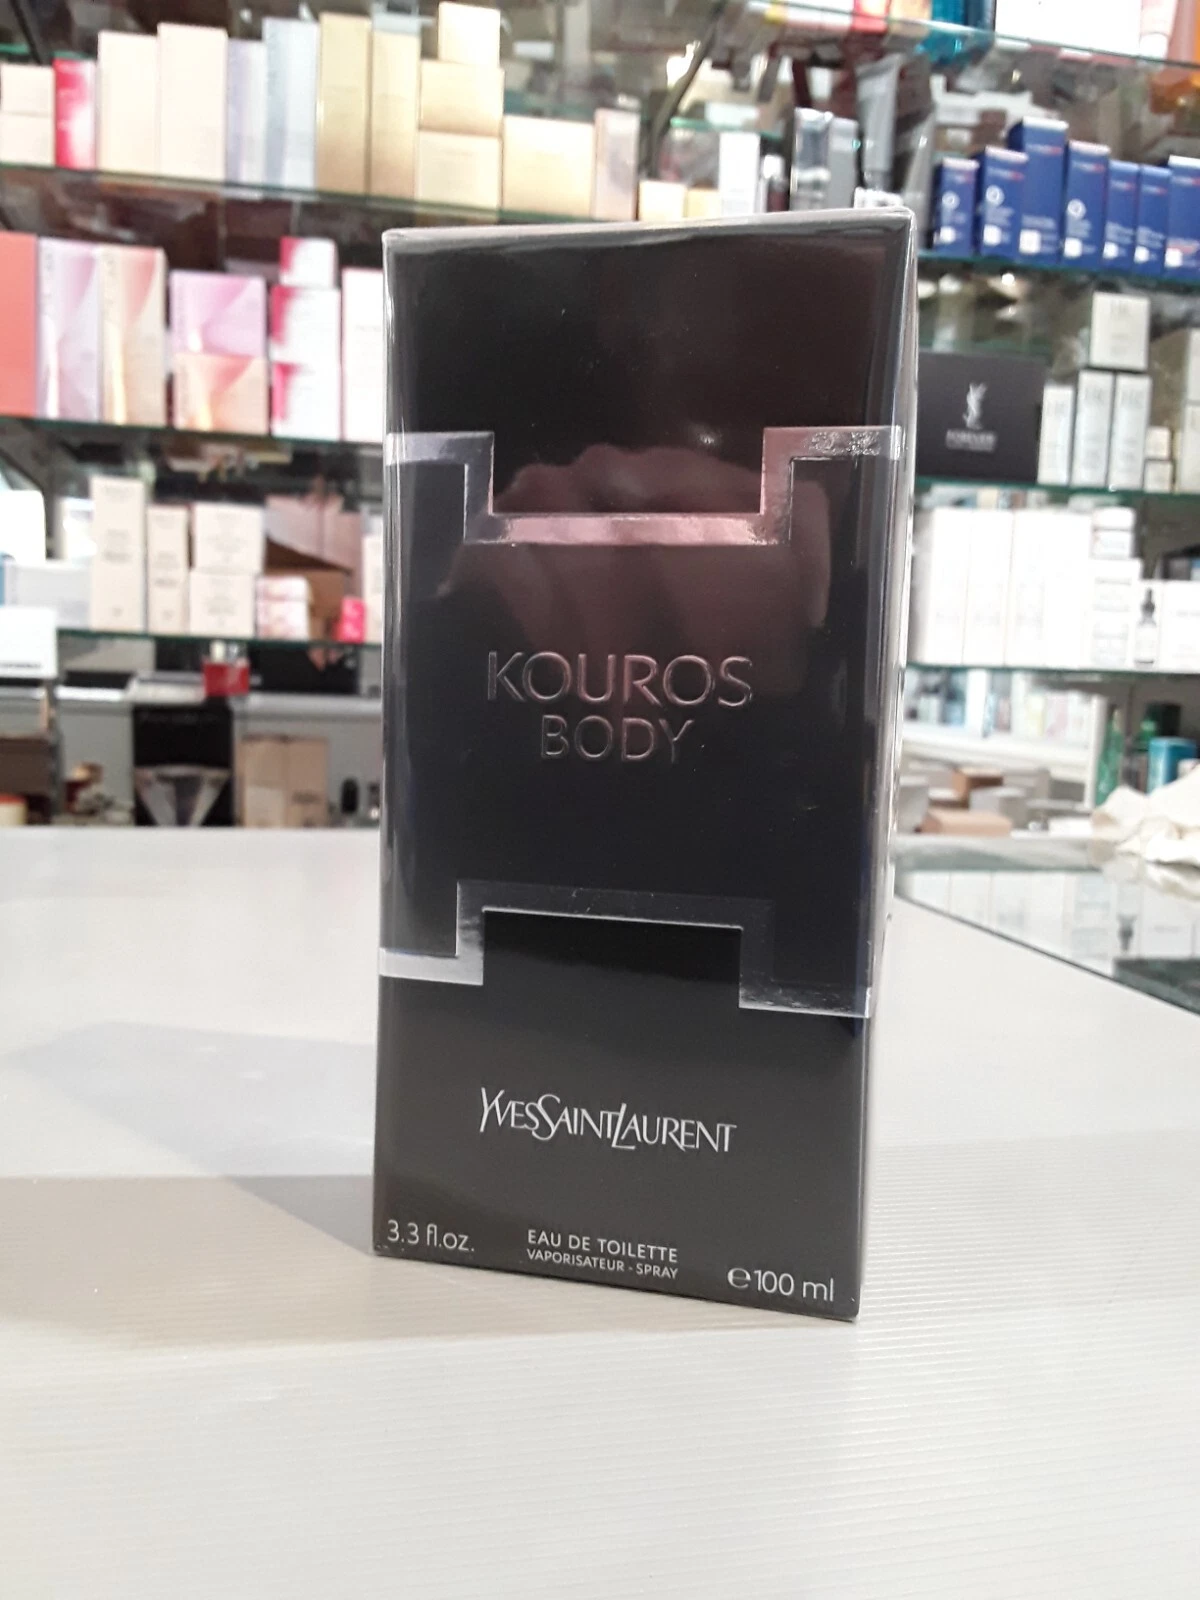 KOUROS
BODY
YVESSAINTLAURENT
3.3 fl.oz.
EAU DE TOILETTE
VAPORISATEUR - SPRAY
℮100 ml